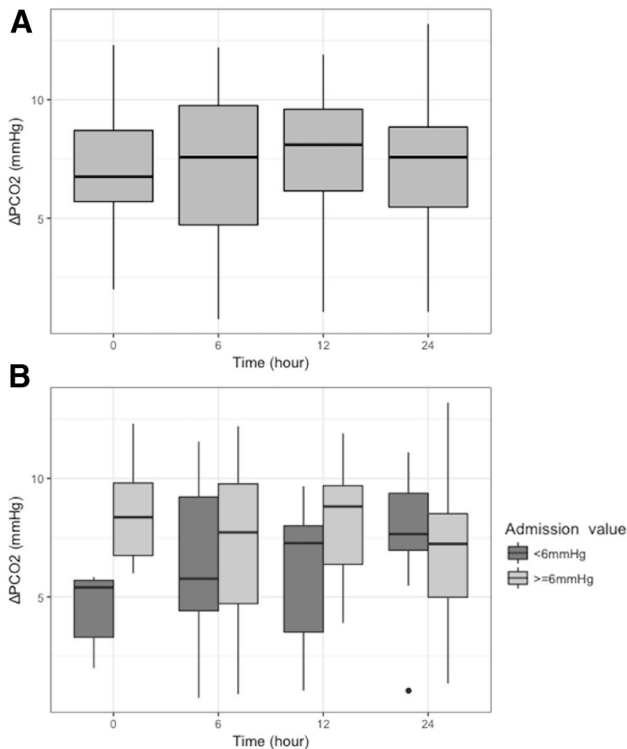 A
ΔPCO2 (mmHg)
10
5
0 6 12 24
Time (hour)
B
ΔPCO2 (mmHg)
10
5
0 6 12 24
Time (hour)
Admission value
<6mmHg
>=6mmHg